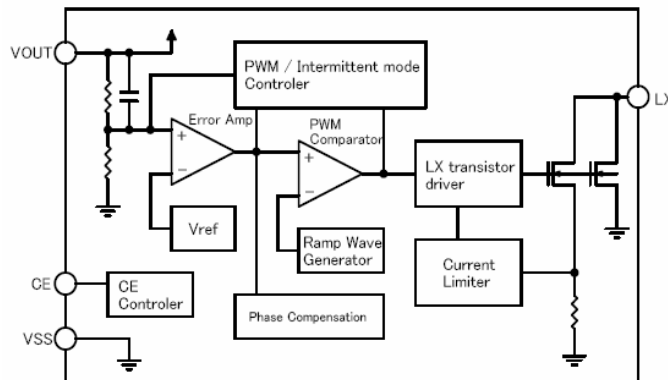 VOUT
PWM / Intermittent mode
Controler
LX
Error Amp
PWM
Comparator
+
−
+
−
LX transistor
driver
Vref
Ramp Wave
Generator
Current
Limiter
CE
CE
Controler
Phase Compensation
VSS